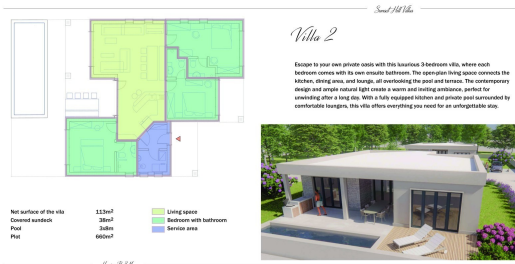 Sunset Hill Villas
Villa 2
Escape to your own private oasis with this luxurious 3-bedroom villa, where each
bedroom comes with its own ensuite bathroom. The open-plan living space connects the
kitchen, dining area, and lounge, all overlooking the pool and terrace. The contemporary
design and ample natural light create a warm and inviting ambiance, perfect for
unwinding after a long day. With a fully equipped kitchen and private pool surrounded by
comfortable loungers, this villa offers everything you need for an unforgettable stay.
Net surface of the vila 113m2
Covered sundeck 38m2
Pool 3x8m
Plat 660m2
Living space
Bedroom with bathroom
Service area